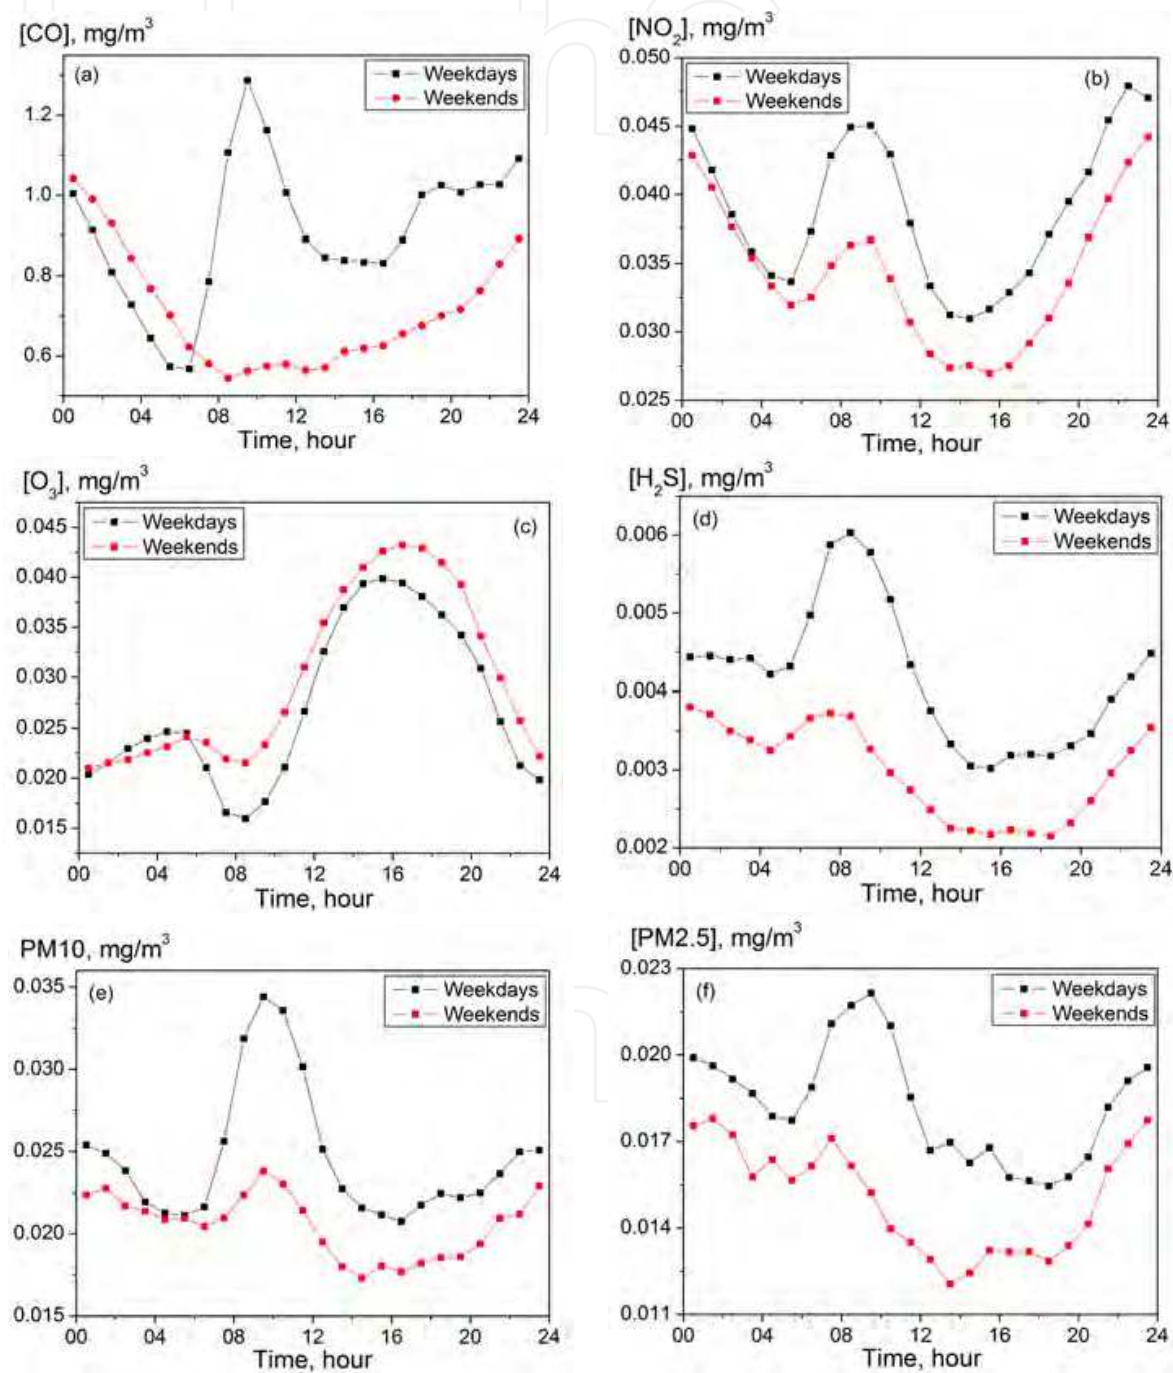 [CO], mg/m³
(a)
Weekdays
Weekends
1.2
1.0
0.8
0.6
00 04 08 12 16 20 24
Time, hour
[NO₂], mg/m³
0.050
Weekdays
Weekends
(b)
0.045
0.040
0.035
0.030
0.025
00 04 08 12 16 20 24
Time, hour
[O₃], mg/m³
0.045
Weekdays
Weekends
(c)
0.040
0.035
0.030
0.025
0.020
0.015
00 04 08 12 16 20 24
Time, hour
[H₂S], mg/m³
(d)
Weekdays
Weekends
0.006
0.005
0.004
0.003
0.002
00 04 08 12 16 20 24
Time, hour
PM10, mg/m³
0.035
(e)
Weekdays
Weekends
0.030
0.025
0.020
0.015
00 04 08 12 16 20 24
Time, hour
[PM2.5], mg/m³
0.023
(f)
Weekdays
Weekends
0.020
0.017
0.014
0.011
00 04 08 12 16 20 24
Time, hour